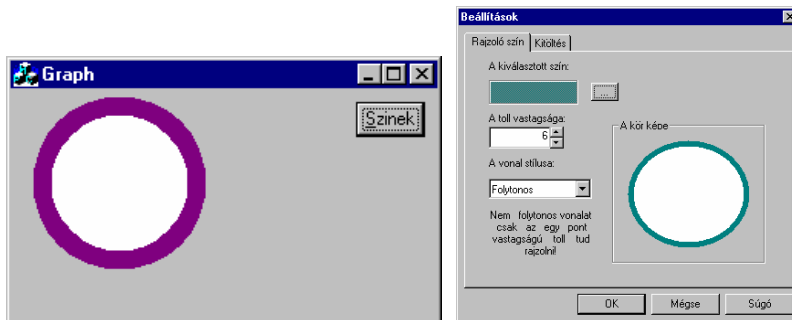 Graph
Szinek
Beállítások
Rajzoló szín
Kitöltés
A kiválasztott szín:
...
A toll vastagsága:
6
A vonal stílusa:
Folytonos
Nem folytonos vonalat
csak az egy pont
vastagságú toll tud
rajzolni!
A kör képe
OK
Mégse
Súgó